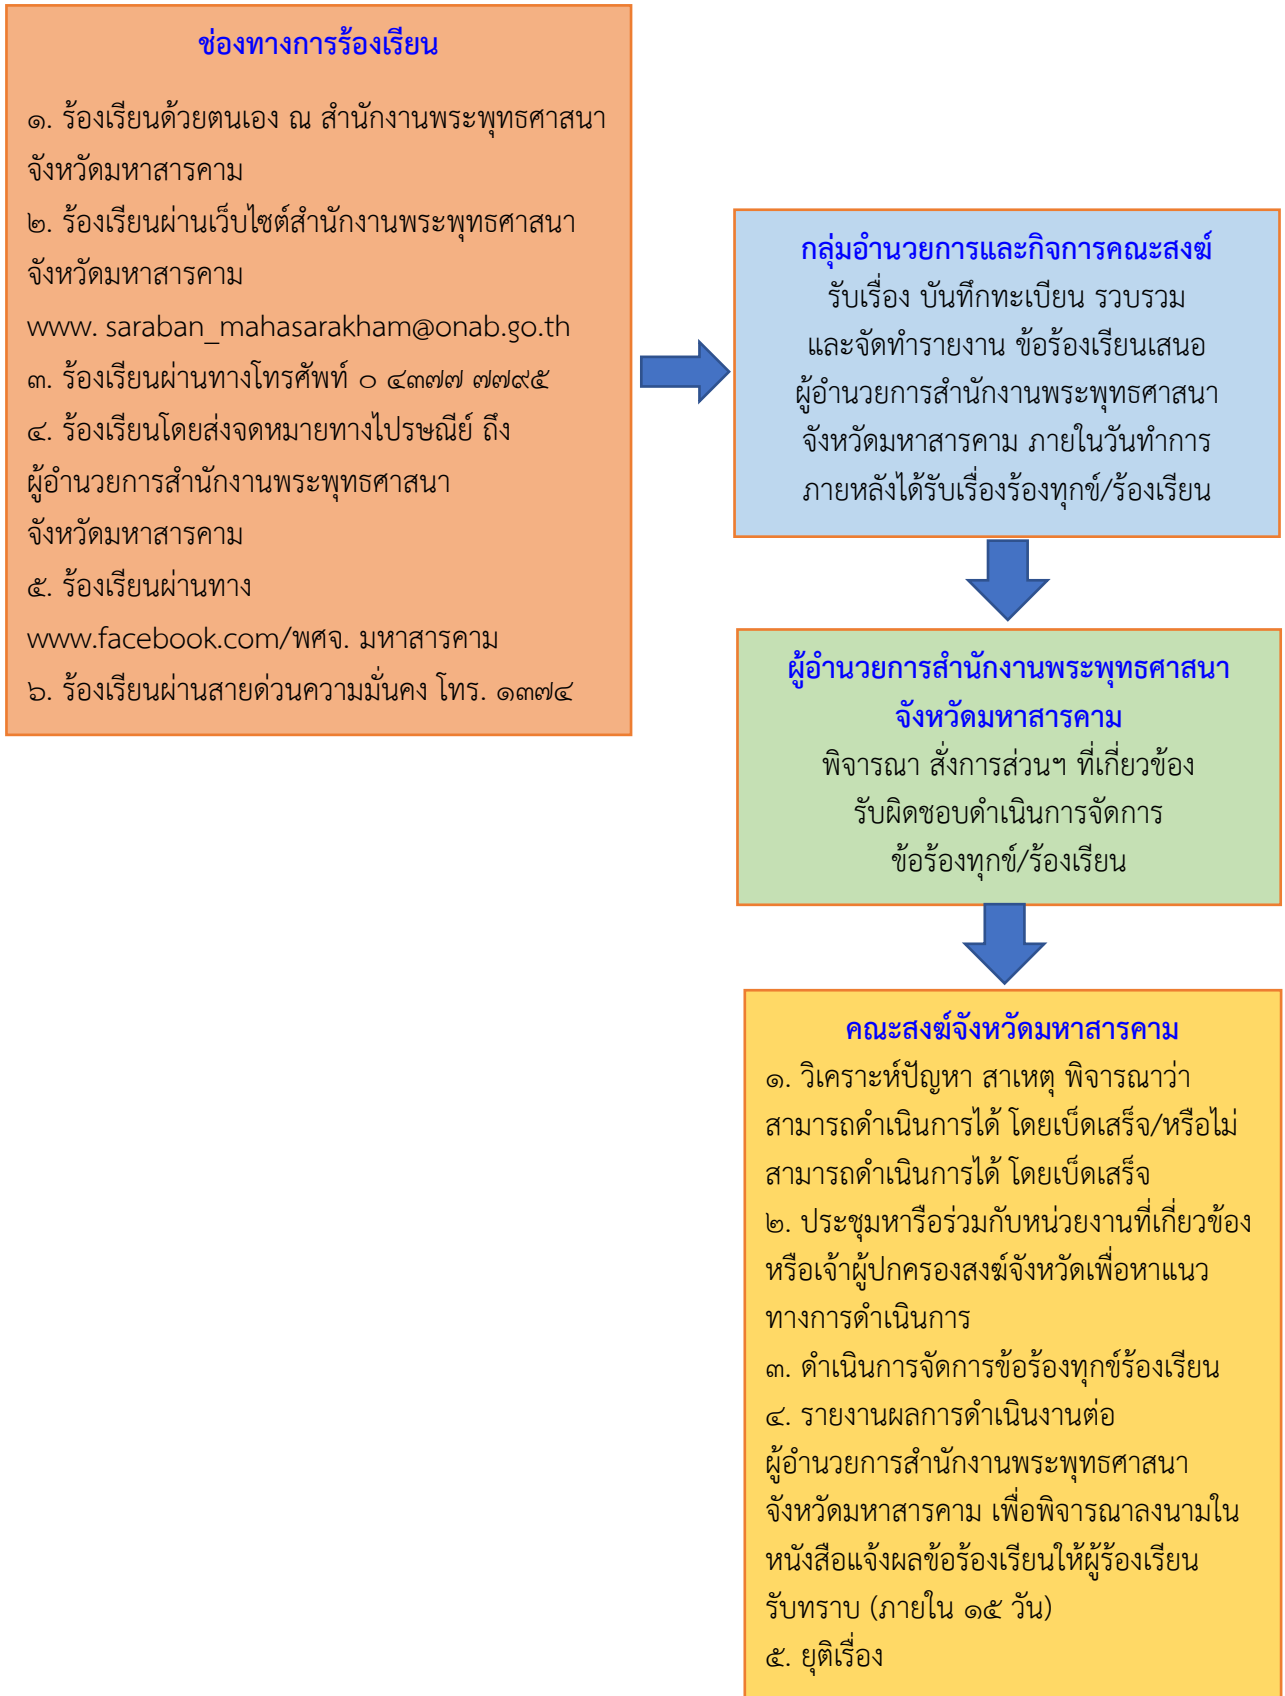 ช่องทางการร้องเรียน
๑. ร้องเรียนด้วยตนเอง ณ สำนักงานพระพุทธศาสนา
จังหวัดมหาสารคาม
๒. ร้องเรียนผ่านเว็บไซต์สำนักงานพระพุทธศาสนา
จังหวัดมหาสารคาม
www. saraban_mahasarakham@onab.go.th
๓. ร้องเรียนผ่านทางโทรศัพท์ ๐ ๔๓๗๗ ๗๗๙๕
๔. ร้องเรียนโดยส่งจดหมายทางไปรษณีย์ ถึง
ผู้อำนวยการสำนักงานพระพุทธศาสนา
จังหวัดมหาสารคาม
๕. ร้องเรียนผ่านทาง
www.facebook.com/พศจ. มหาสารคาม
๖. ร้องเรียนผ่านสายด่วนความมั่นคง โทร. ๑๓๗๔
กลุ่มอำนวยการและกิจการคณะสงฆ์
รับเรื่อง บันทึกทะเบียน รวบรวม
และจัดทำรายงาน ข้อร้องเรียนเสนอ
ผู้อำนวยการสำนักงานพระพุทธศาสนา
จังหวัดมหาสารคาม ภายในวันทำการ
ภายหลังได้รับเรื่องร้องทุกข์/ร้องเรียน
ผู้อำนวยการสำนักงานพระพุทธศาสนา
จังหวัดมหาสารคาม
พิจารณา สั่งการส่วนฯ ที่เกี่ยวข้อง
รับผิดชอบดำเนินการจัดการ
ข้อร้องทุกข์/ร้องเรียน
คณะสงฆ์จังหวัดมหาสารคาม
๑. วิเคราะห์ปัญหา สาเหตุ พิจารณาว่า
สามารถดำเนินการได้ โดยเบ็ดเสร็จ/หรือไม่
สามารถดำเนินการได้ โดยเบ็ดเสร็จ
๒. ประชุมหารือร่วมกับหน่วยงานที่เกี่ยวข้อง
หรือเจ้าผู้ปกครองสงฆ์จังหวัดเพื่อหาแนว
ทางการดำเนินการ
๓. ดำเนินการจัดการข้อร้องทุกข์ร้องเรียน
๔. รายงานผลการดำเนินงานต่อ
ผู้อำนวยการสำนักงานพระพุทธศาสนา
จังหวัดมหาสารคาม เพื่อพิจารณาลงนามใน
หนังสือแจ้งผลข้อร้องเรียนให้ผู้ร้องเรียน
รับทราบ (ภายใน ๑๕ วัน)
๕. ยุติเรื่อง